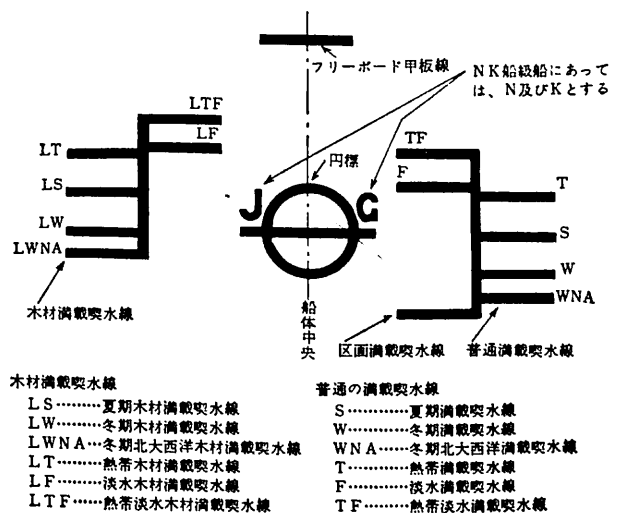 フリーボード甲板線
NK船級船にあって
は、N及びKとする
LTF
LF
LT
LS
LW
LWNA
円標
J G
TF
F
T
S
W
WNA
木材満載喫水線
船体中央
区画満載喫水線
普通満載喫水線
木材満載喫水線
LS………夏期木材満載喫水線
LW………冬期木材満載喫水線
LWNA…冬期北大西洋木材満載喫水線
LT………熱帯木材満載喫水線
LF………淡水木材満載喫水線
LTF……熱帯淡水木材満載喫水線
普通の満載喫水線
S…………夏期満載喫水線
W…………冬期満載喫水線
WNA……冬期北大西洋満載喫水線
T…………熱帯満載喫水線
F…………淡水満載喫水線
TF………熱帯淡水満載喫水線